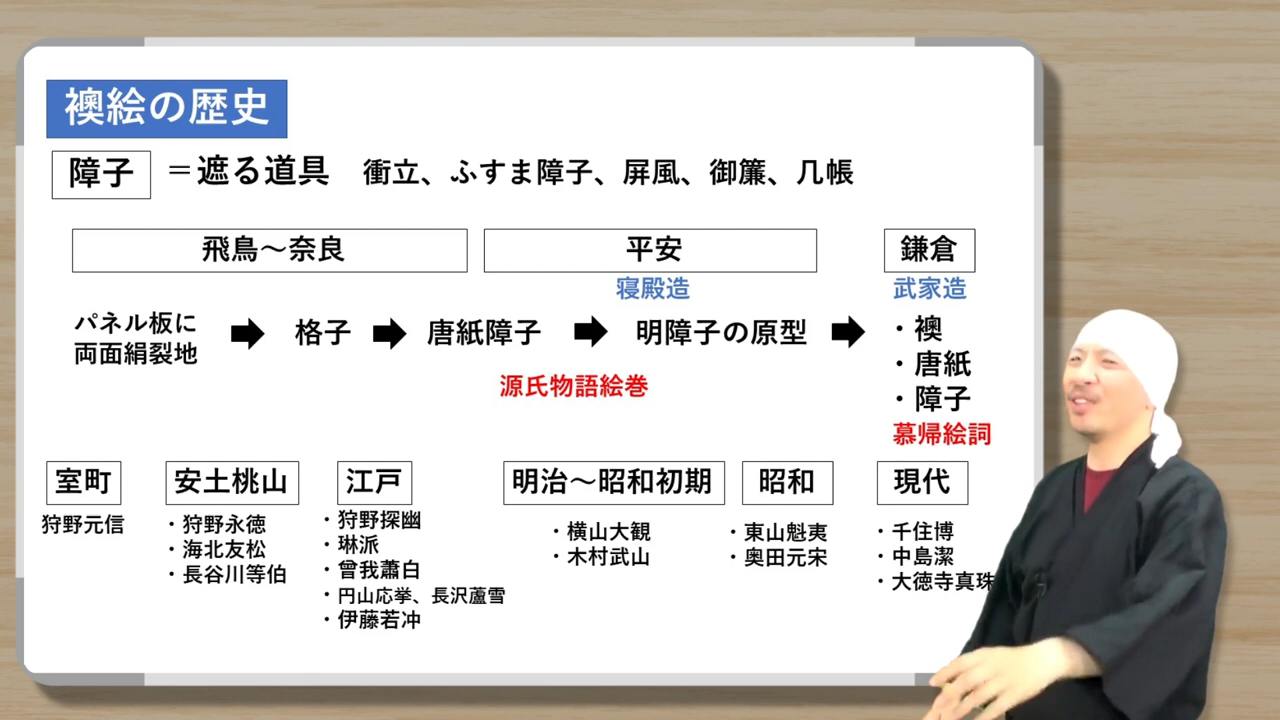 襖絵の歴史
障子 ＝遮る道具 衝立、ふすま障子、屏風、御簾、几帳
飛鳥～奈良 平安 鎌倉
寝殿造 武家造
パネル板に
両面絹裂地
格子 唐紙障子 明障子の原型
・襖
・唐紙
・障子
源氏物語絵巻
慕帰絵詞
室町
狩野元信
安土桃山
・狩野永徳
・海北友松
・長谷川等伯
江戸
・狩野探幽
・琳派
・曾我蕭白
・円山応挙、長沢蘆雪
・伊藤若冲
明治～昭和初期
・横山大観
・木村武山
昭和
・東山魁夷
・奥田元宋
現代
・千住博
・中島潔
・大徳寺真珠